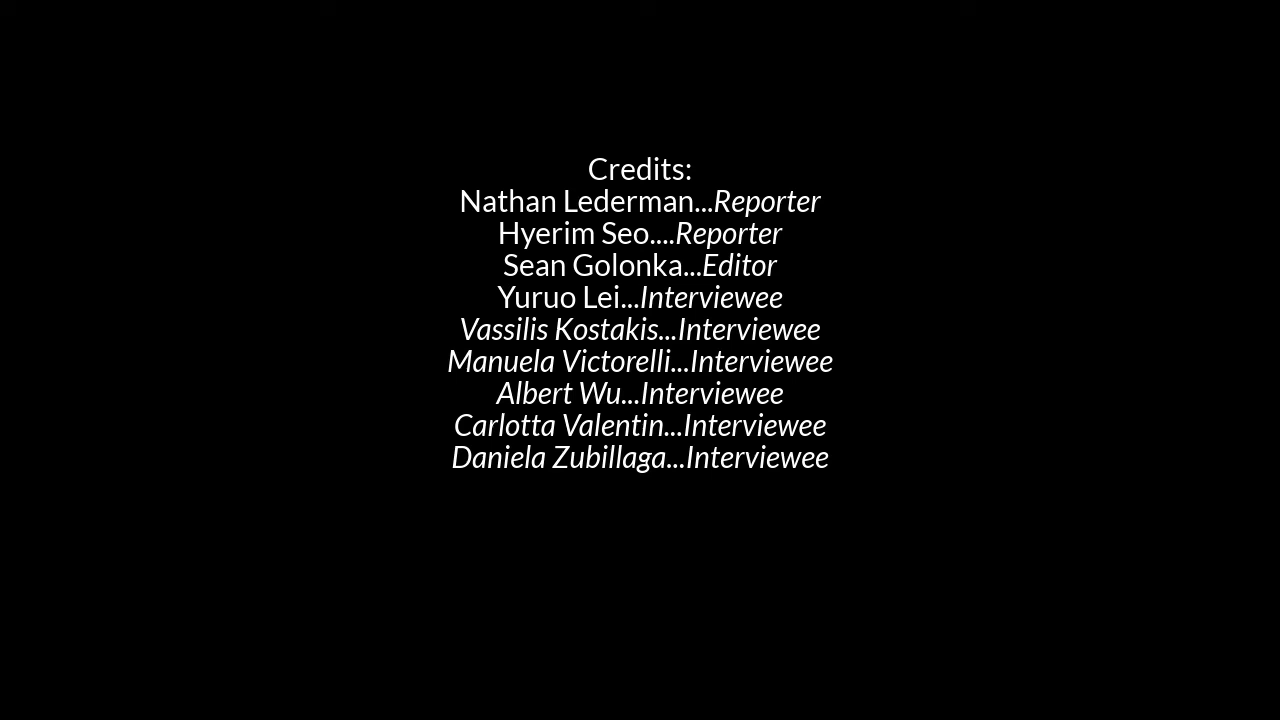 Credits:
Nathan Lederman...Reporter
Hyerim Seo....Reporter
Sean Golonka...Editor
Yuruo Lei...Interviewee
Vassilis Kostakis...Interviewee
Manuela Victorelli...Interviewee
Albert Wu...Interviewee
Carlotta Valentin...Interviewee
Daniela Zubillaga...Interviewee